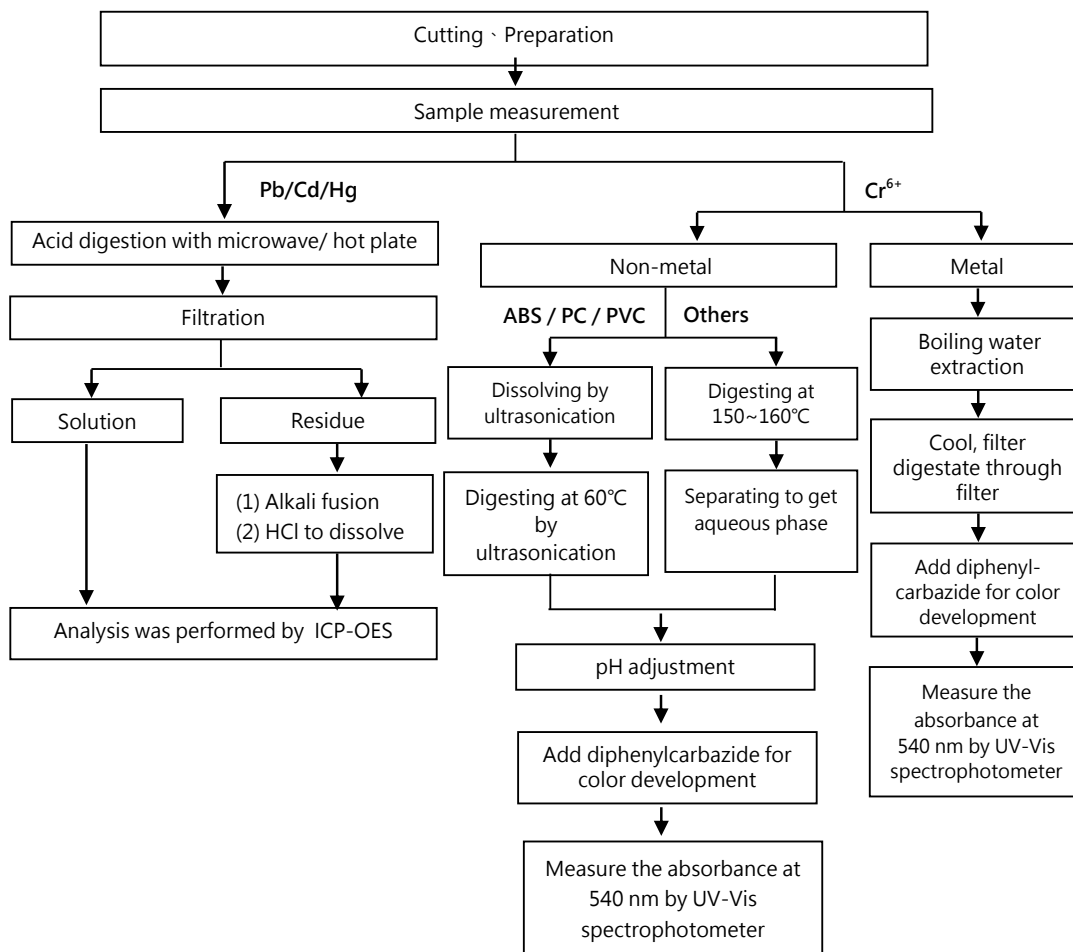 Cutting、Preparation
Sample measurement
Pb/Cd/Hg
Cr6+
Acid digestion with microwave/ hot plate
Non-metal
Metal
Filtration
ABS / PC / PVC
Others
Boiling water
extraction
Solution
Residue
Dissolving by
ultrasonication
Digesting at
150~160℃
Cool, filter
digestate through
filter
(1) Alkali fusion
(2) HCl to dissolve
Digesting at 60℃
by
ultrasonication
Separating to get
aqueous phase
Add diphenyl-
carbazide for color
development
Analysis was performed by ICP-OES
pH adjustment
Measure the
absorbance at
540 nm by UV-Vis
spectrophotometer
Add diphenylcarbazide for
color development
Measure the absorbance at
540 nm by UV-Vis
spectrophotometer